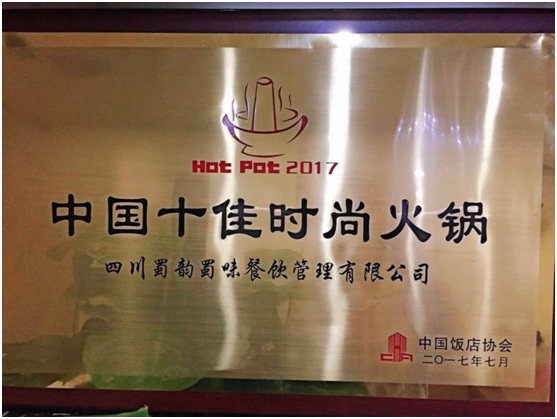 Hot Pot 2017
中国十佳时尚火锅
四川蜀韵蜀味餐饮管理有限公司
CHA
中国饭店协会
二〇一七年七月